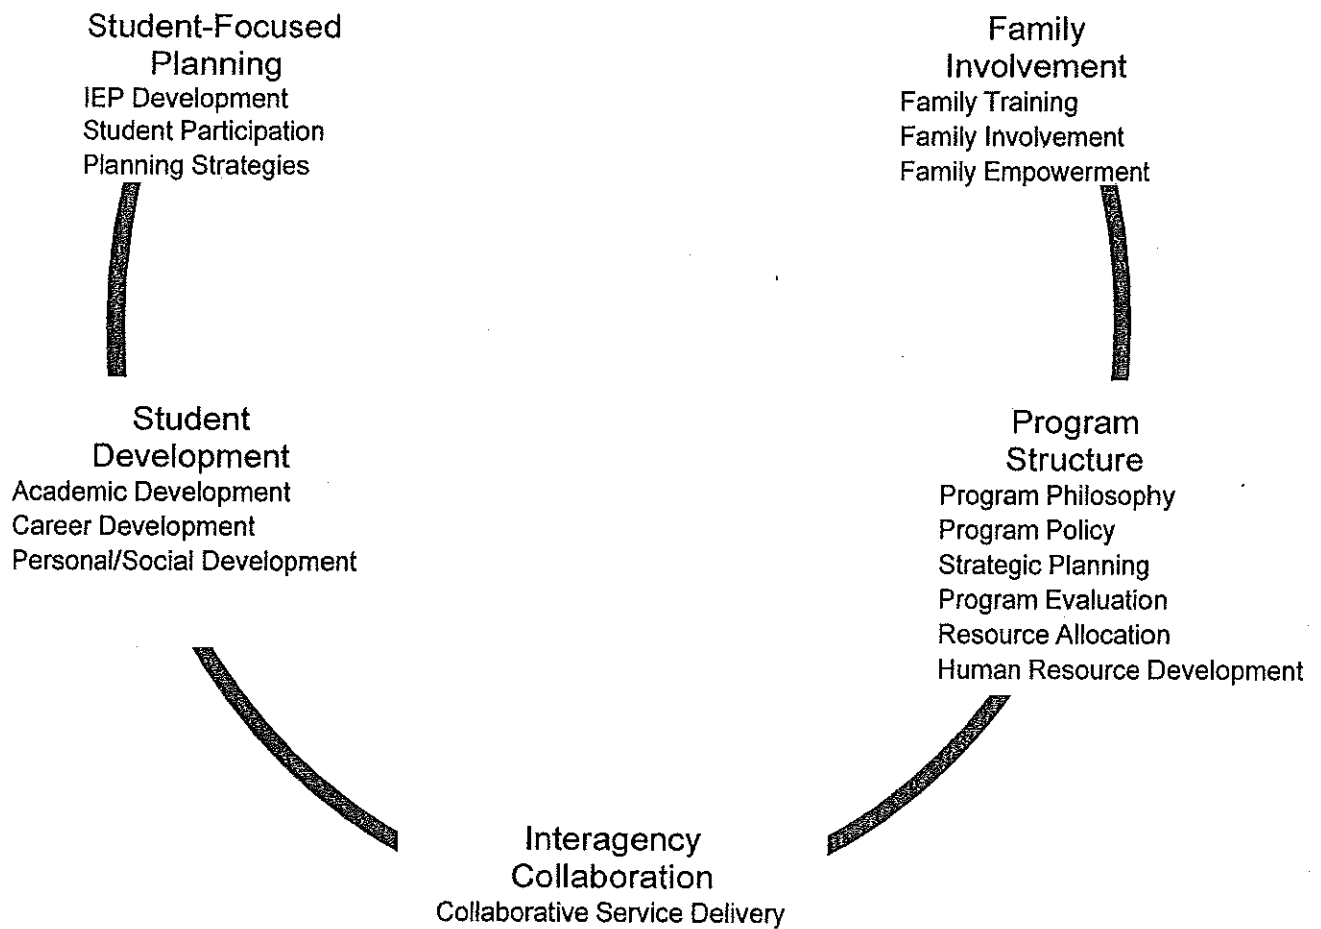 Student-Focused
Planning
IEP Development
Student Participation
Planning Strategies
Family
Involvement
Family Training
Family Involvement
Family Empowerment
Student
Development
Academic Development
Career Development
Personal/Social Development
Program
Structure
Program Philosophy
Program Policy
Strategic Planning
Program Evaluation
Resource Allocation
Human Resource Development
Interagency
Collaboration
Collaborative Service Delivery